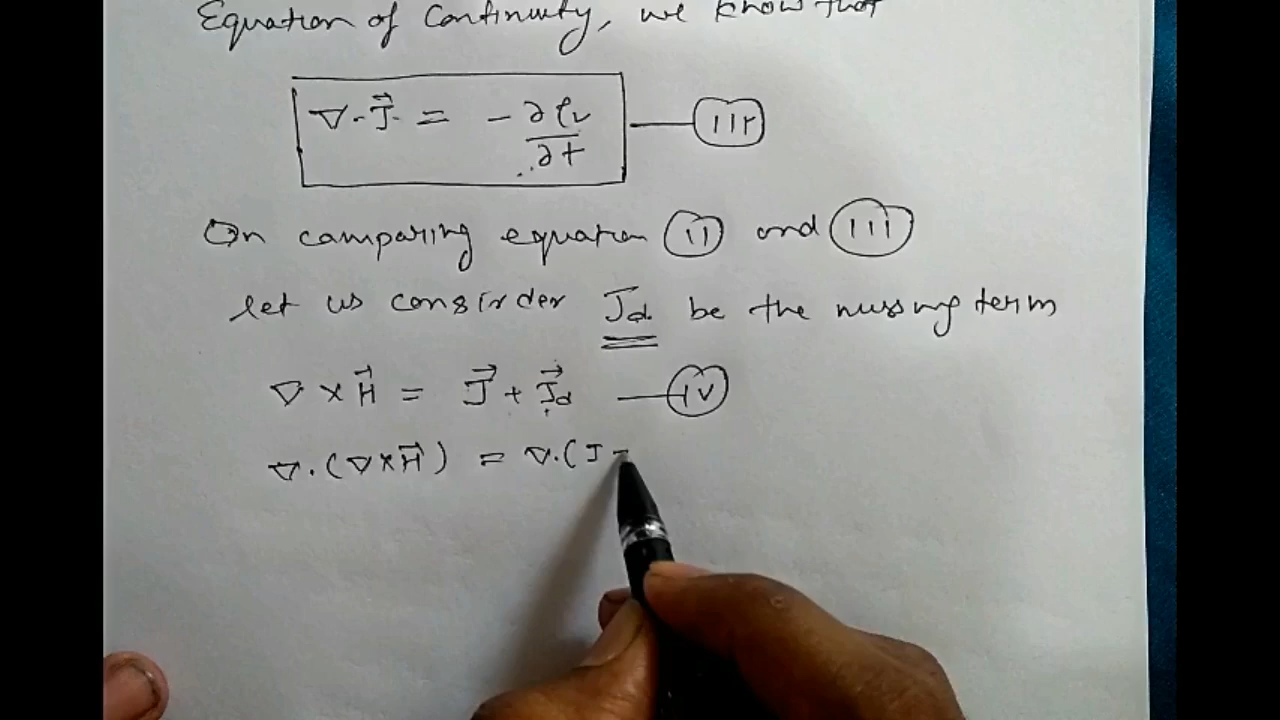 Equation of Continuity, we know that
∇·J⃗ = -∂ρv/∂t — (iii)
On comparing equation (ii) and (iii)
let us consirder Jd be the missing term
∇ × H⃗ = J⃗ + J⃗d — (iv)
∇·(∇×H⃗) = ∇·(J -